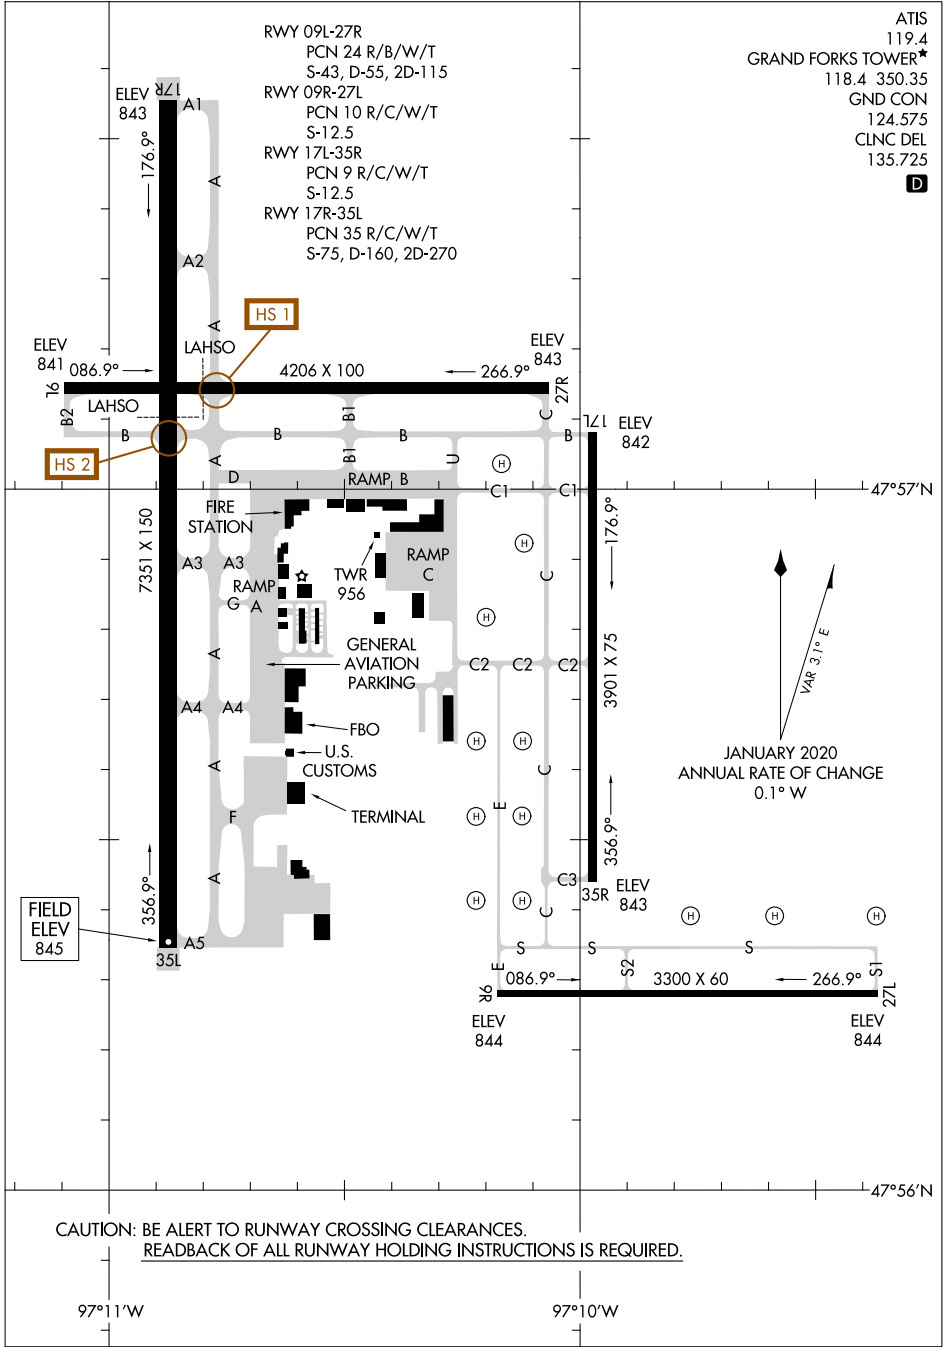 RWY 09L-27R
PCN 24 R/B/W/T
S-43, D-55, 2D-115
RWY 09R-27L
PCN 10 R/C/W/T
S-12.5
RWY 17L-35R
PCN 9 R/C/W/T
S-12.5
RWY 17R-35L
PCN 35 R/C/W/T
S-75, D-160, 2D-270
ATIS
119.4
GRAND FORKS TOWER★
118.4 350.35
GND CON
124.575
CLNC DEL
135.725
D
ELEV
843
17R
A1
176.9°
A
A2
A
HS 1
LAHSO
ELEV
841
086.9°
4206 X 100
266.9°
ELEV
843
9L
27R
LAHSO
B2
B
B
B1
B
C
B
17L
ELEV
842
HS 2
A
D
B1
U
H
RAMP B
C1
C1
47°57'N
7351 X 150
FIRE
STATION
TWR
956
RAMP
C
H
C
176.9°
A3
A3
RAMP
A
G
H
A
GENERAL
AVIATION
PARKING
C2
C2
C2
3901 X 75
VAR 3.1° E
A4
A4
FBO
H
H
U.S.
CUSTOMS
A
C
JANUARY 2020
ANNUAL RATE OF CHANGE
0.1° W
TERMINAL
F
E
H
H
356.9°
356.9°
A
C3
35R
ELEV
843
FIELD
ELEV
845
H
H
C
H
H
H
A5
35L
S
S
S
E
086.9°
S2
3300 X 60
266.9°
S1
9R
27L
ELEV
844
ELEV
844
47°56'N
CAUTION: BE ALERT TO RUNWAY CROSSING CLEARANCES.
READBACK OF ALL RUNWAY HOLDING INSTRUCTIONS IS REQUIRED.
97°11'W
97°10'W